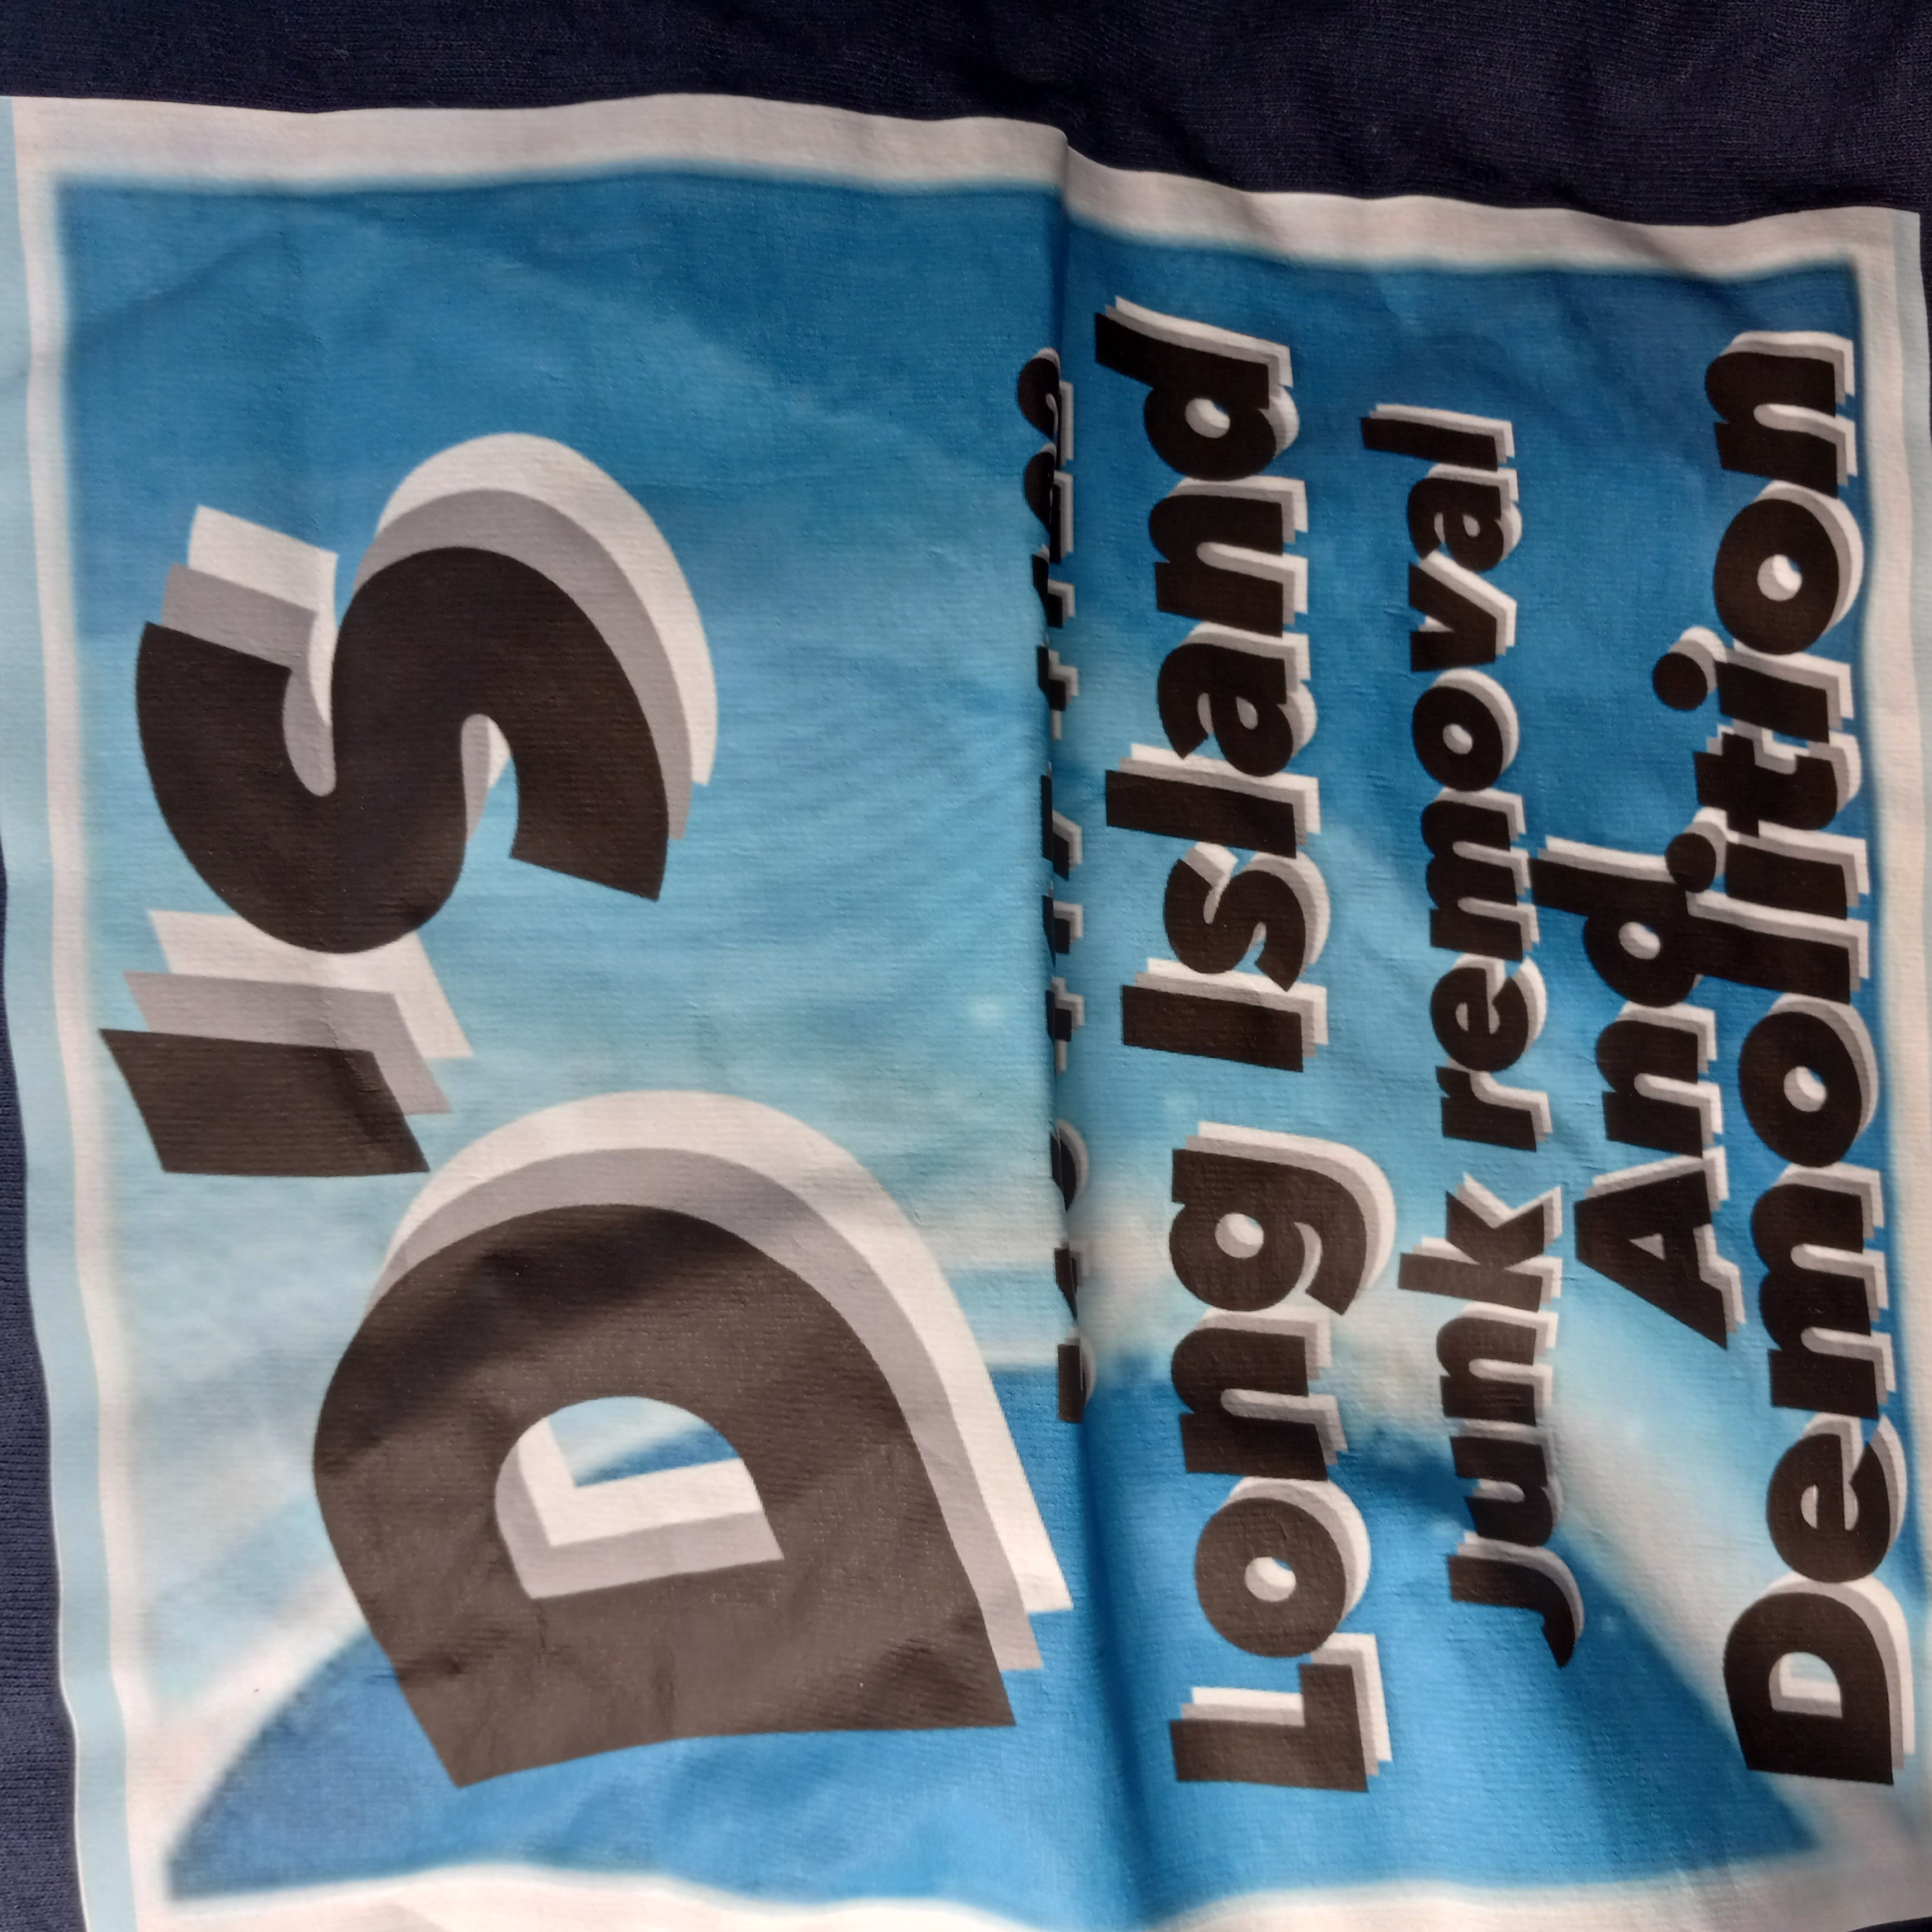 D's
Long Island
Junk removal
And
Demolition